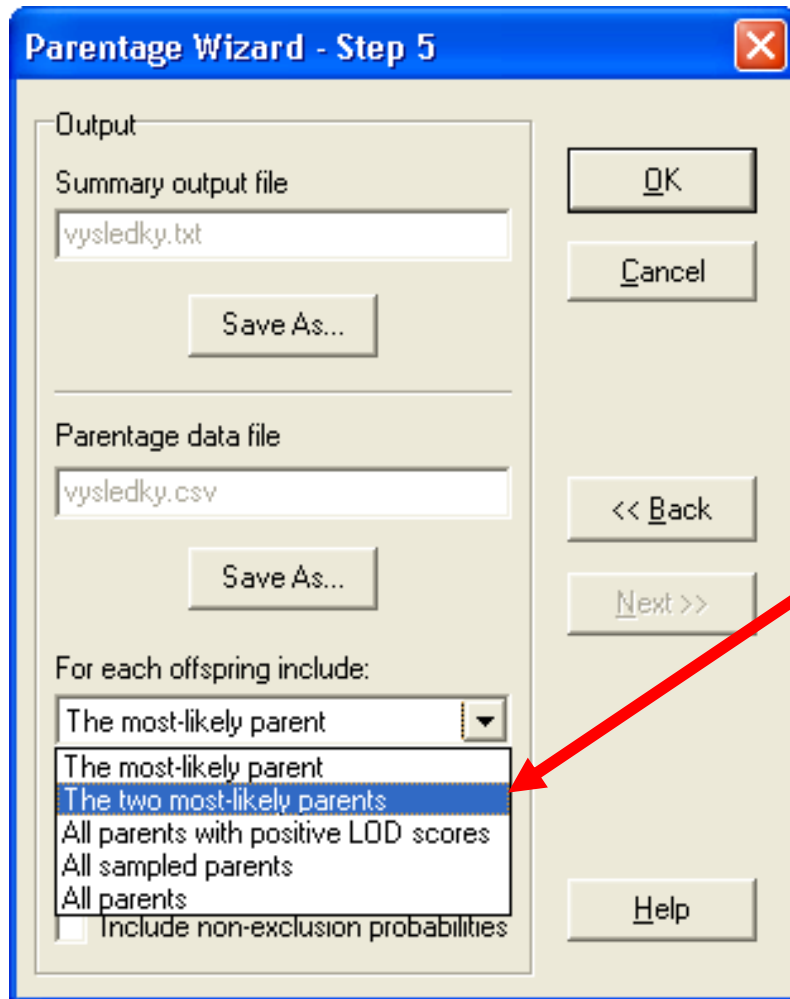 Parentage Wizard - Step 5
Output
Summary output file
vysledky.txt
Save As...
Parentage data file
vysledky.csv
Save As...
For each offspring include:
The most-likely parent
The most-likely parent
The two most-likely parents
All parents with positive LOD scores
All sampled parents
All parents
Include non-exclusion probabilities
OK
Cancel
<< Back
Next >>
Help